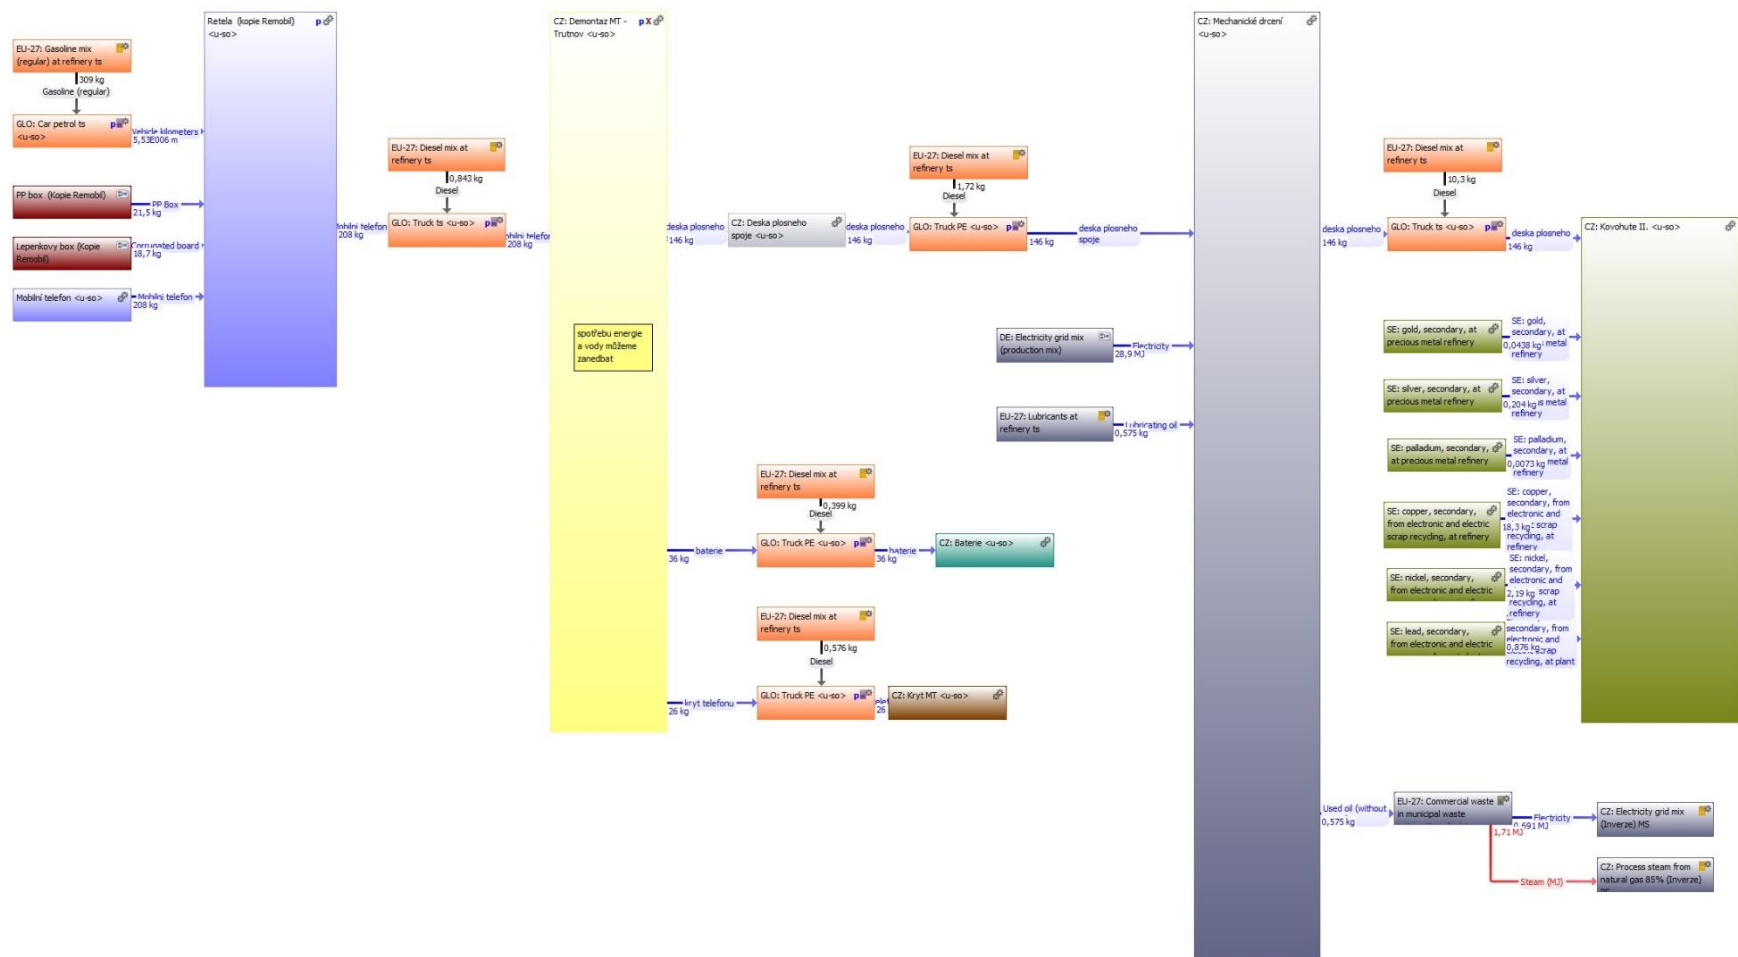 Retela (kopie Remobil)
<u-so>
p
EU-27: Gasoline mix
(regular) at refinery ts
309 kg
Gasoline (regular)
GLO: Car petrol ts
<u-so>
p
Vehicle kilometers
5,53E006 m
PP box (Kopie Remobil)
PP Box
21,5 kg
Lepenkovy box (Kopie
Remobil)
Corrugated board
18,7 kg
Mobilní telefon <u-so>
Mobilni telefon
208 kg
EU-27: Diesel mix at
refinery ts
0,843 kg
Diesel
GLO: Truck ts <u-so>
p
208 kg
208 kg
CZ: Demontaz MT -
Trutnov <u-so>
p X
spotřebu energie
a vody můžeme
zanedbat
deska plosneho
146 kg
CZ: Deska plosneho
spoje <u-so>
deska plosneho
146 kg
EU-27: Diesel mix at
refinery ts
1,72 kg
Diesel
GLO: Truck PE <u-so>
p
146 kg
deska plosneho
spoje
DE: Electricity grid mix
(production mix)
Electricity
28,9 MJ
EU-27: Lubricants at
refinery ts
Lubricating oil
0,575 kg
EU-27: Diesel mix at
refinery ts
0,399 kg
Diesel
baterie
36 kg
GLO: Truck PE <u-so>
p
baterie
36 kg
CZ: Baterie <u-so>
EU-27: Diesel mix at
refinery ts
0,576 kg
Diesel
kryt telefonu
26 kg
GLO: Truck PE <u-so>
p
26
CZ: Kryt MT <u-so>
CZ: Mechanické drcení
<u-so>
deska plosneho
146 kg
EU-27: Diesel mix at
refinery ts
10,3 kg
Diesel
GLO: Truck ts <u-so>
p
deska plosneho
146 kg
CZ: Kovohute II. <u-so>
SE: gold, secondary, at
precious metal refinery
SE: gold,
secondary, at
0,0438 kg
metal
refinery
SE: silver, secondary, at
precious metal refinery
SE: silver,
secondary, at
0,204 kg
metal
refinery
SE: palladium, secondary,
at precious metal refinery
SE: palladium,
secondary, at
0,0073 kg
metal
refinery
SE: copper, secondary,
from electronic and electric
scrap recycling, at refinery
SE: copper,
secondary, from
electronic and
18,3 kg
scrap
recycling, at
refinery
SE: nickel, secondary,
from electronic and electric
SE: nickel,
secondary, from
electronic and
2,19 kg
scrap
recycling, at
refinery
SE: lead, secondary,
from electronic and electric
secondary, from
electronic and
0,876 kg
scrap
recycling, at plant
Used oil (without
0,575 kg
EU-27: Commercial waste
in municipal waste
Electricity
0,591 MJ
1,71 MJ
CZ: Electricity grid mix
(Inverze) MS
Steam (MJ)
CZ: Process steam from
natural gas 85% (Inverze)